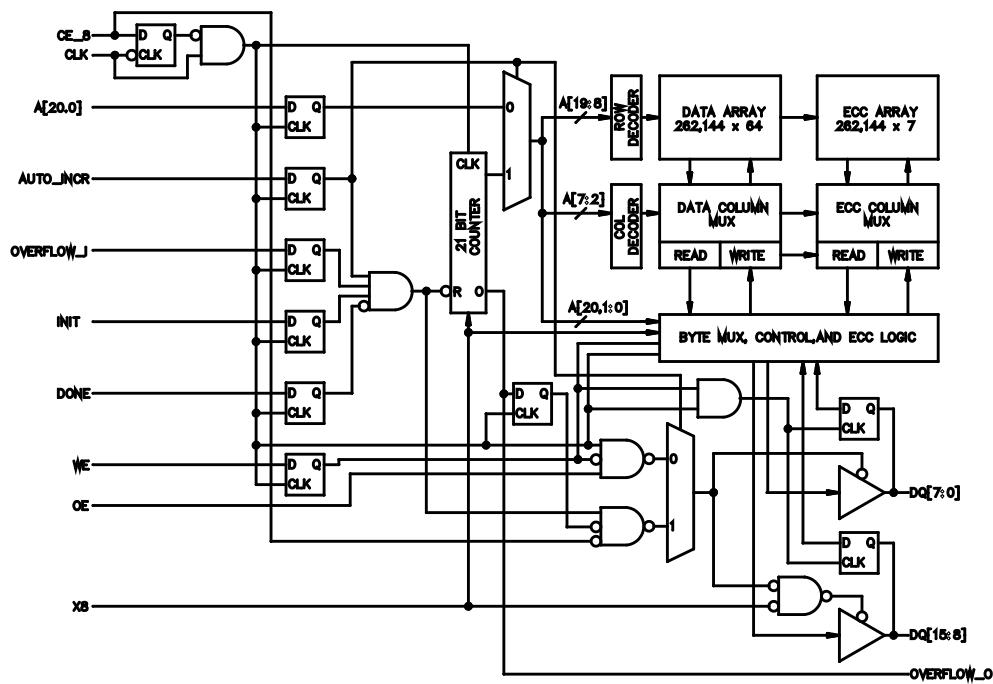 CE_8
D Q
CLK
CLK
A[20.0]
D Q
CLK
0
A[19:8]
ROW DECODER
DATA ARRAY
262,144 x 64
ECC ARRAY
262,144 x 7
AUTO_INCR
D Q
CLK
CLK
1
21 BIT COUNTER
A[7:2]
COL DECODER
DATA COLUMN
MUX
ECC COLUMN
MUX
READ WRITE
READ WRITE
OVERFLOW_I
D Q
CLK
R O
A[20,1:0]
INIT
D Q
CLK
BYTE MUX, CONTROL,AND ECC LOGIC
DONE
D Q
CLK
D Q
CLK
D Q
CLK
WE
D Q
CLK
0
OE
DQ[7:0]
1
D Q
CLK
X8
DQ[15:8]
OVERFLOW_O